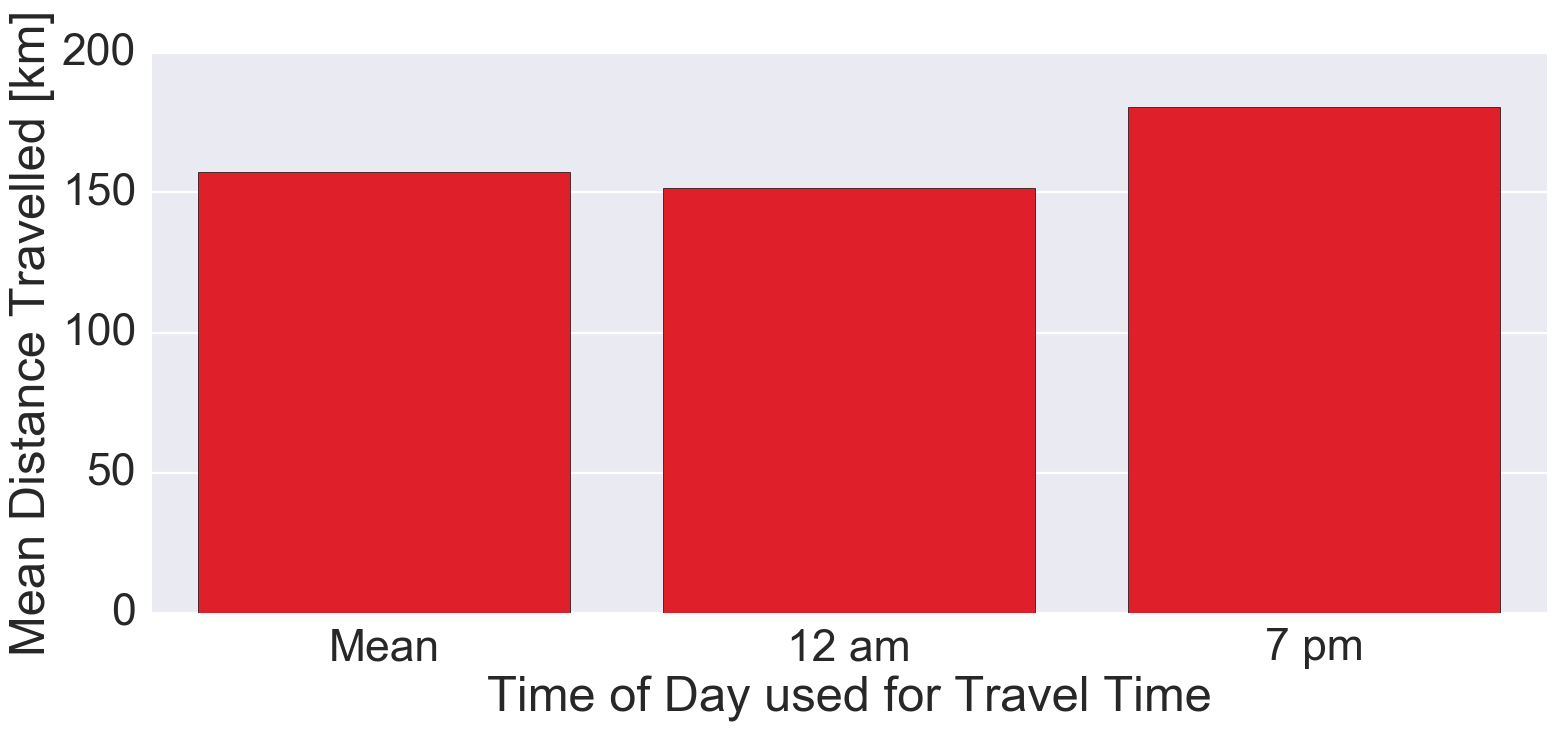 Mean Distance Travelled [km]
200
150
100
50
0
Mean
12 am
7 pm
Time of Day used for Travel Time